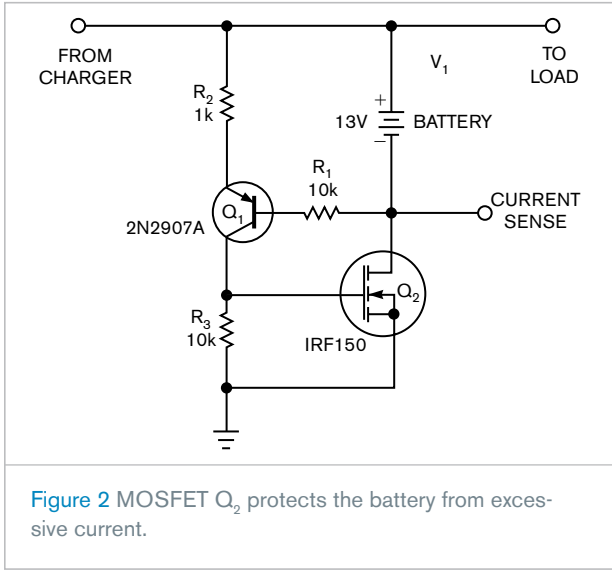 FROM
CHARGER
TO
LOAD
V₁
R₂
1k
+
13V
BATTERY
−
R₁
10k
CURRENT
SENSE
Q₁
2N2907A
Q₂
R₃
10k
IRF150
Figure 2 MOSFET Q₂ protects the battery from exces-
sive current.